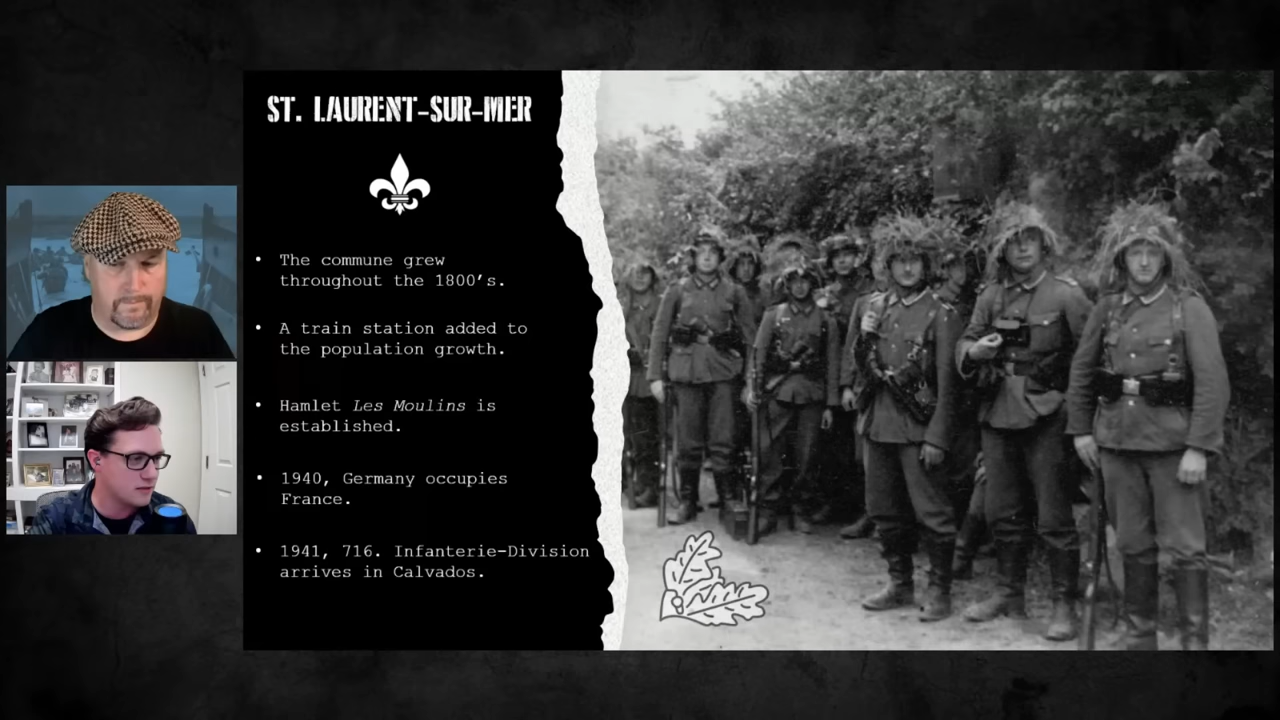 ST. LAURENT-SUR-MER
• The commune grew
throughout the 1800's.
• A train station added to
the population growth.
• Hamlet Les Moulins is
established.
• 1940, Germany occupies
France.
• 1941, 716. Infanterie-Division
arrives in Calvados.